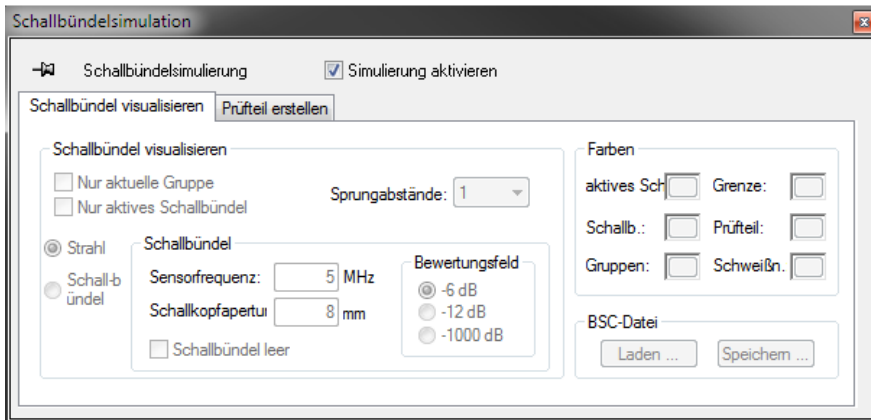 Schallbündelsimulation
Schallbündelsimulierung
Simulierung aktivieren
Schallbündel visualisieren
Prüfteil erstellen
Schallbündel visualisieren
Nur aktuelle Gruppe
Nur aktives Schallbündel
Sprungabstände: 1
Strahl
Schall-b
ündel
Schallbündel
Sensorfrequenz: 5 MHz
Schallkopfapertur 8 mm
Schallbündel leer
Bewertungsfeld
-6 dB
-12 dB
-1000 dB
Farben
aktives Sch
Grenze:
Schallb.:
Prüfteil:
Gruppen:
Schweißn.
BSC-Datei
Laden ...
Speichern ...